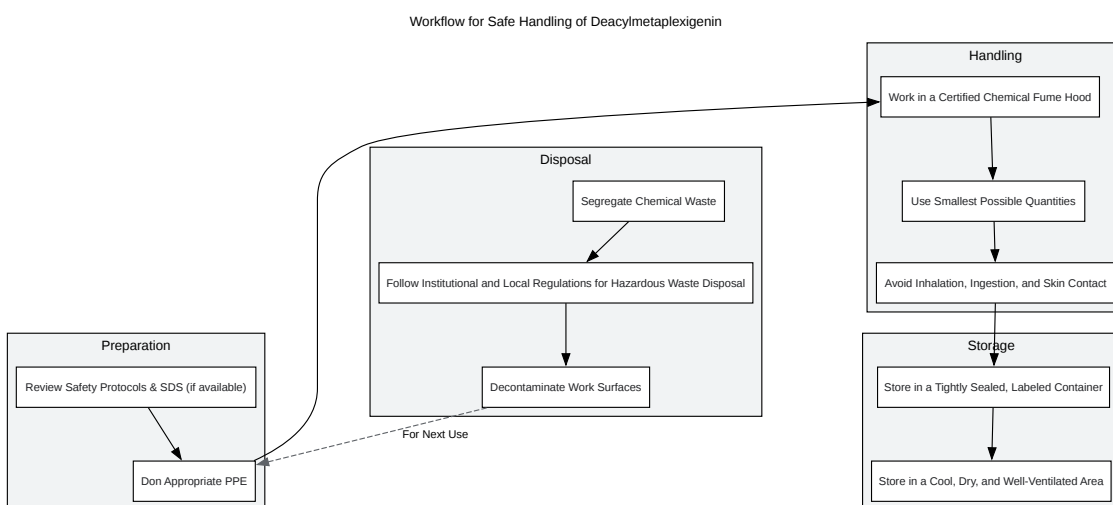 Workflow for Safe Handling of Deacylmetaplexigenin
Handling
Work in a Certified Chemical Fume Hood
Use Smallest Possible Quantities
Avoid Inhalation, Ingestion, and Skin Contact
Disposal
Segregate Chemical Waste
Follow Institutional and Local Regulations for Hazardous Waste Disposal
Decontaminate Work Surfaces
For Next Use
Preparation
Review Safety Protocols & SDS (if available)
Don Appropriate PPE
Storage
Store in a Tightly Sealed, Labeled Container
Store in a Cool, Dry, and Well-Ventilated Area